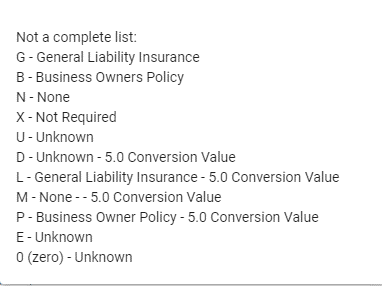 Not a complete list:
G - General Liability Insurance
B - Business Owners Policy
N - None
X - Not Required
U - Unknown
D - Unknown - 5.0 Conversion Value
L - General Liability Insurance - 5.0 Conversion Value
M - None - - 5.0 Conversion Value
P - Business Owner Policy - 5.0 Conversion Value
E - Unknown
0 (zero) - Unknown